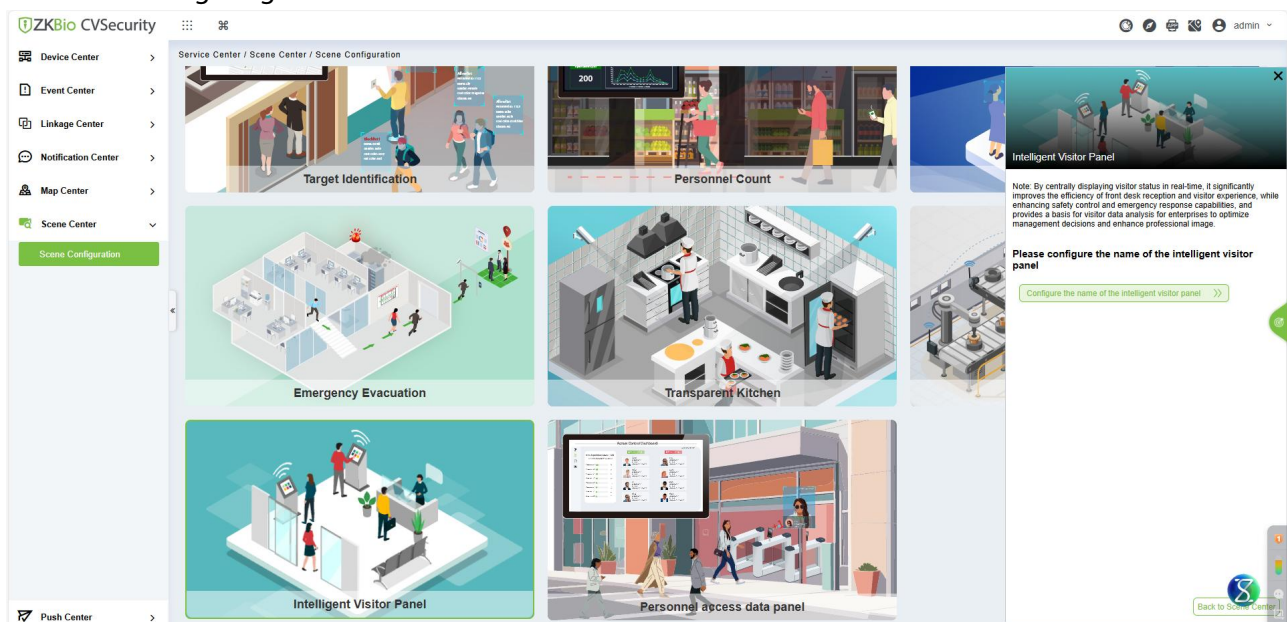 ZKBio CVSecurity
admin
Device Center
Event Center
Linkage Center
Notification Center
Map Center
Scene Center
Scene Configuration
Push Center
Service Center / Scene Center / Scene Configuration
200
Target Identification
Personnel Count
Emergency Evacuation
Transparent Kitchen
Intelligent Visitor Panel
Personnel access data panel
Intelligent Visitor Panel
Note: By centrally displaying visitor status in real-time, it significantly
improves the efficiency of front desk reception and visitor experience, while
enhancing safety control and emergency response capabilities, and
provides a basis for visitor data analysis for enterprises to optimize
management decisions and enhance professional image.
Please configure the name of the intelligent visitor
panel
Configure the name of the intelligent visitor panel
Back to Scene Center